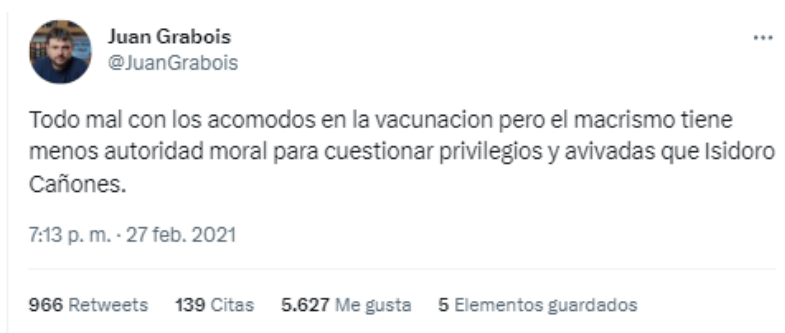 Juan Grabois
@JuanGrabois
Todo mal con los acomodos en la vacunacion pero el macrismo tiene
menos autoridad moral para cuestionar privilegios y avivadas que Isidoro
Cañones.
7:13 p. m. · 27 feb. 2021
966 Retweets 139 Citas 5.627 Me gusta 5 Elementos guardados